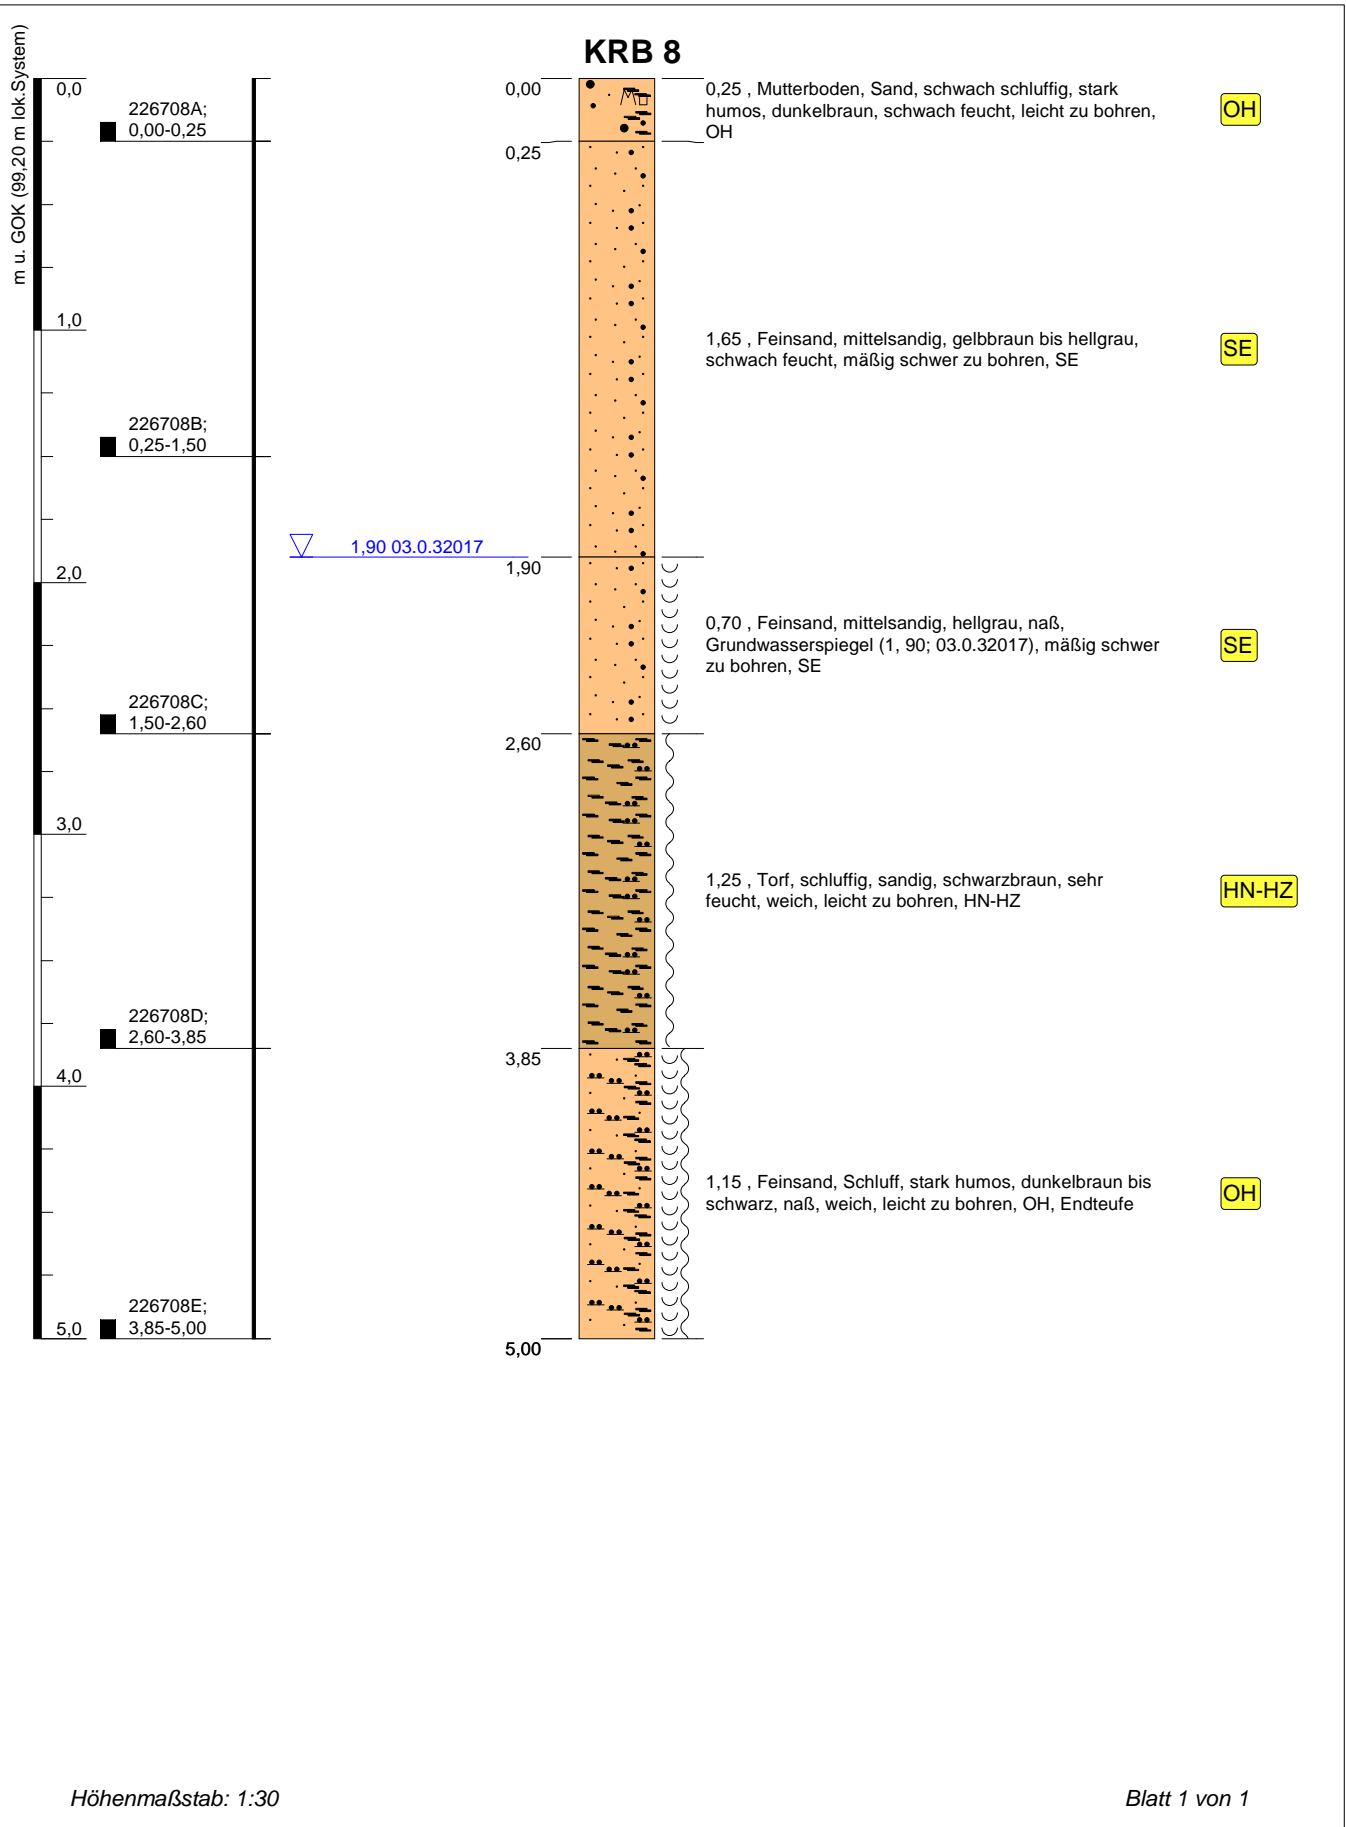 KRB 8
m u. GOK (99,20 m lok.System)
0,0
226708A;
0,00-0,25
0,00
0,25
0,25 , Mutterboden, Sand, schwach schluffig, stark
humos, dunkelbraun, schwach feucht, leicht zu bohren,
OH
OH
1,0
1,65 , Feinsand, mittelsandig, gelbbraun bis hellgrau,
schwach feucht, mäßig schwer zu bohren, SE
SE
226708B;
0,25-1,50
1,90 03.0.32017
1,90
2,0
0,70 , Feinsand, mittelsandig, hellgrau, naß,
Grundwasserspiegel (1, 90; 03.0.32017), mäßig schwer
zu bohren, SE
SE
226708C;
1,50-2,60
2,60
3,0
1,25 , Torf, schluffig, sandig, schwarzbraun, sehr
feucht, weich, leicht zu bohren, HN-HZ
HN-HZ
226708D;
2,60-3,85
3,85
4,0
1,15 , Feinsand, Schluff, stark humos, dunkelbraun bis
schwarz, naß, weich, leicht zu bohren, OH, Endteufe
OH
226708E;
3,85-5,00
5,0
5,00
Höhenmaßstab: 1:30
Blatt 1 von 1